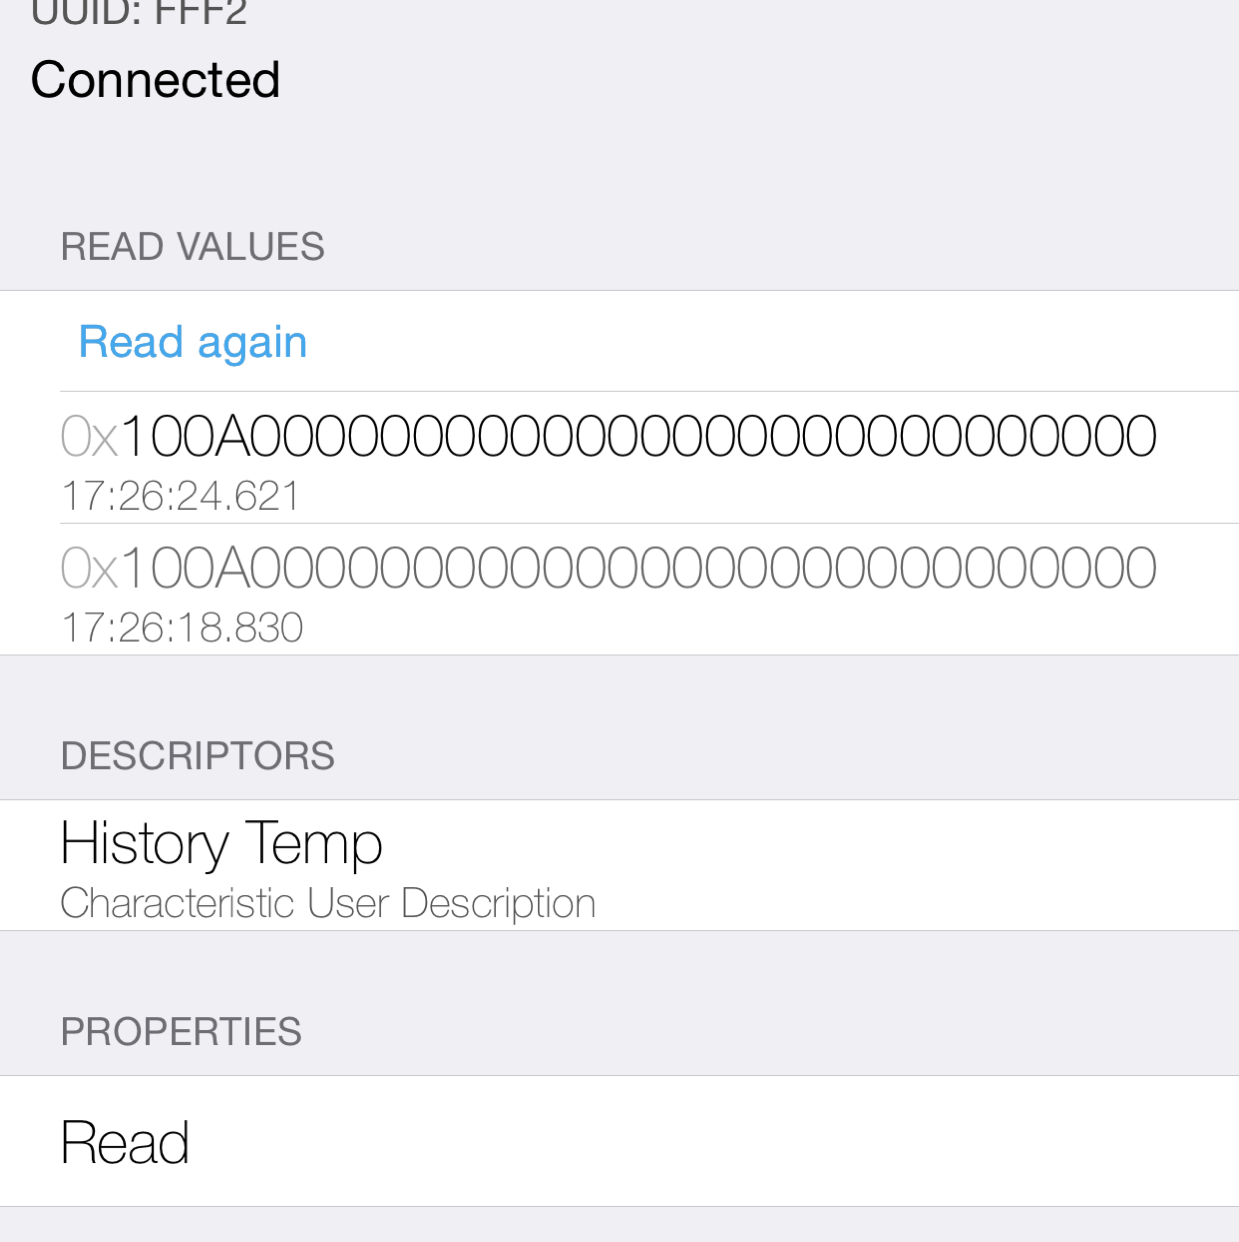 UUID: FFF2
Connected
READ VALUES
Read again
0x100A0000000000000000000000000000
17:26:24.621
0x100A0000000000000000000000000000
17:26:18.830
DESCRIPTORS
History Temp
Characteristic User Description
PROPERTIES
Read